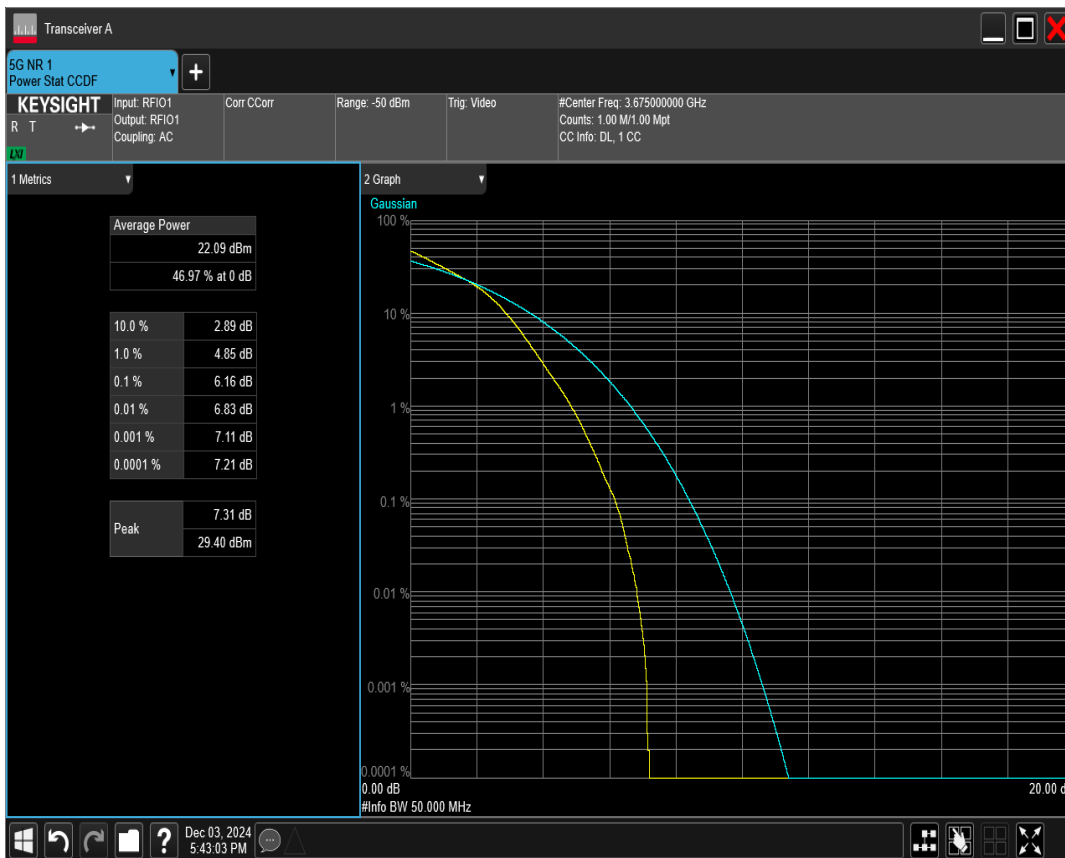 Transceiver A
5G NR 1
Power Stat CCDF
+
KEYSIGHT
R T
LXI
Input: RFIO1
Output: RFIO1
Coupling: AC
Corr CCorr
Range: -50 dBm
Trig: Video
#Center Freq: 3.675000000 GHz
Counts: 1.00 M/1.00 Mpt
CC Info: DL, 1 CC
1 Metrics
Average Power
22.09 dBm
46.97 % at 0 dB
10.0 % 2.89 dB
1.0 % 4.85 dB
0.1 % 6.16 dB
0.01 % 6.83 dB
0.001 % 7.11 dB
0.0001 % 7.21 dB
Peak
7.31 dB
29.40 dBm
2 Graph
Gaussian
100 %
10 %
1 %
0.1 %
0.01 %
0.001 %
0.0001 %
0.00 dB
20.00 d
#Info BW 50.000 MHz
?
Dec 03, 2024
5:43:03 PM